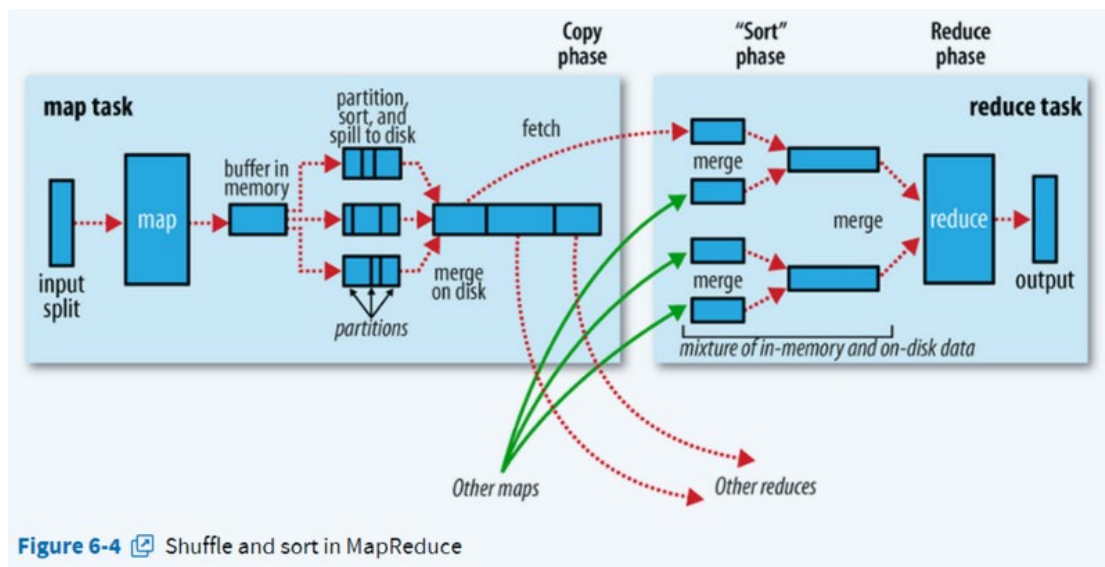 Copy
phase
“Sort”
phase
Reduce
phase
map task
partition,
sort, and
spill to disk
fetch
buffer in
memory
map
input
split
merge
on disk
partitions
reduce task
merge
merge
merge
reduce
output
mixture of in-memory and on-disk data
Other maps
Other reduces
Figure 6-4 Shuffle and sort in MapReduce